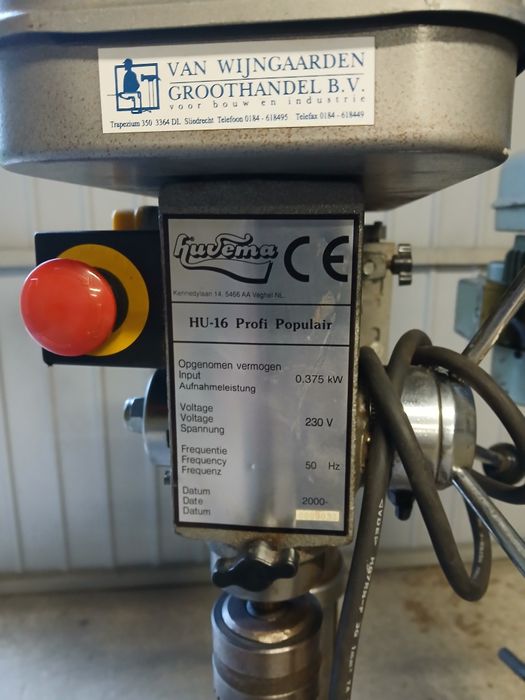 VAN WIJNGAARDEN
GROOTHANDEL B.V.
voor bouw en industrie
Trapezium 350 3364 DL Sliedrecht Telefoon 0184 - 618495 Telefax 0184 - 618449
huvema CE
Kennedylaan 14, 5466 AA Veghel NL.
HU-16 Profi Populair
Opgenomen vermogen
Input 0.375 kW
Aufnahmeleistung
Voltage
Voltage 230 V
Spannung
Frequentie
Frequency 50 Hz
Frequenz
Datum
Date 2000-
Datum